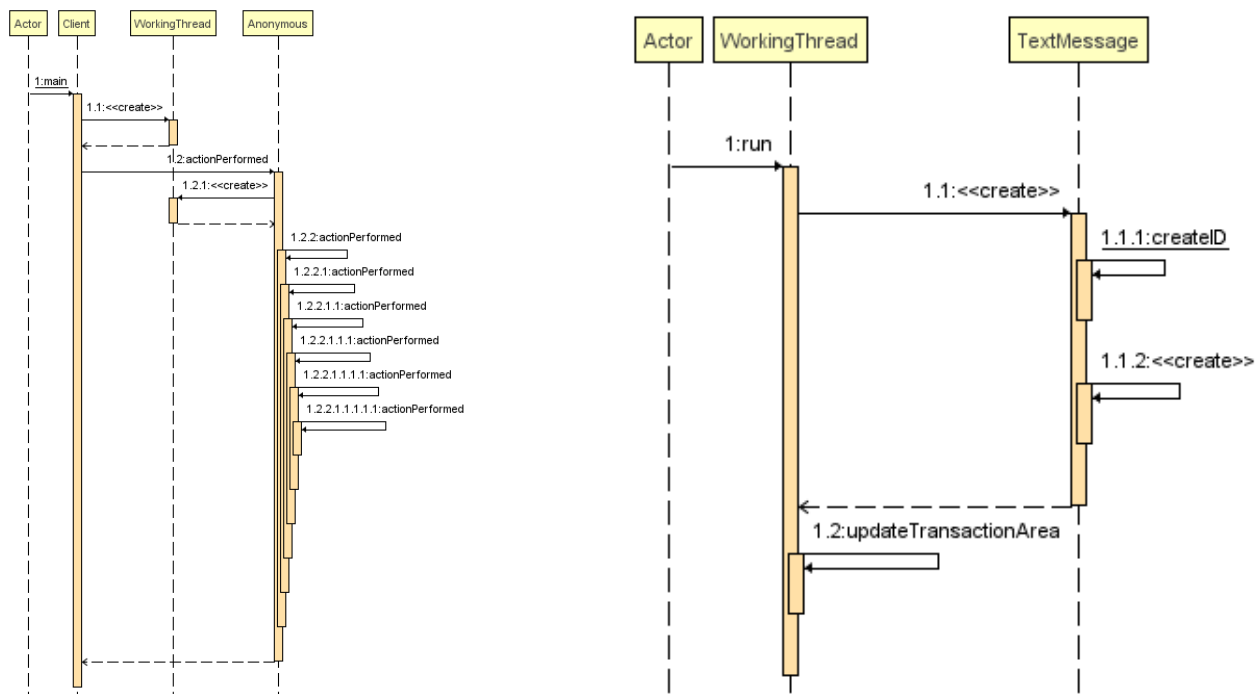 Actor
Client
WorkingThread
Anonymous
1:main
1.1:<<create>>
1.2:actionPerformed
1.2.1:<<create>>
1.2.2:actionPerformed
1.2.2.1:actionPerformed
1.2.2.1.1:actionPerformed
1.2.2.1.1.1:actionPerformed
1.2.2.1.1.1.1:actionPerformed
1.2.2.1.1.1.1.1:actionPerformed
Actor
WorkingThread
TextMessage
1:run
1.1:<<create>>
1.1.1:createID
1.1.2:<<create>>
1.2:updateTransactionArea